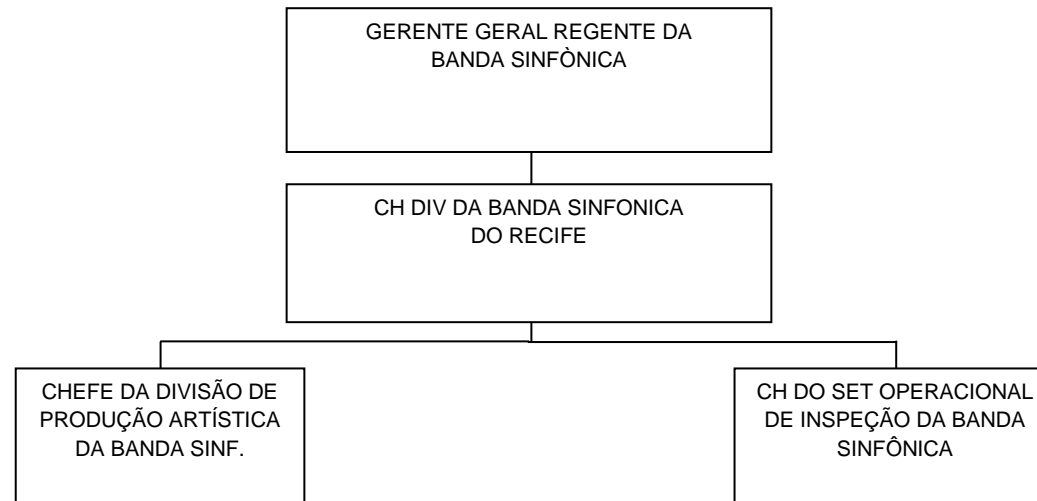 GERENTE GERAL REGENTE DA
BANDA SINFÒNICA
CH DIV DA BANDA SINFONICA
DO RECIFE
CHEFE DA DIVISÃO DE
PRODUÇÃO ARTÍSTICA
DA BANDA SINF.
CH DO SET OPERACIONAL
DE INSPEÇÃO DA BANDA
SINFÔNICA